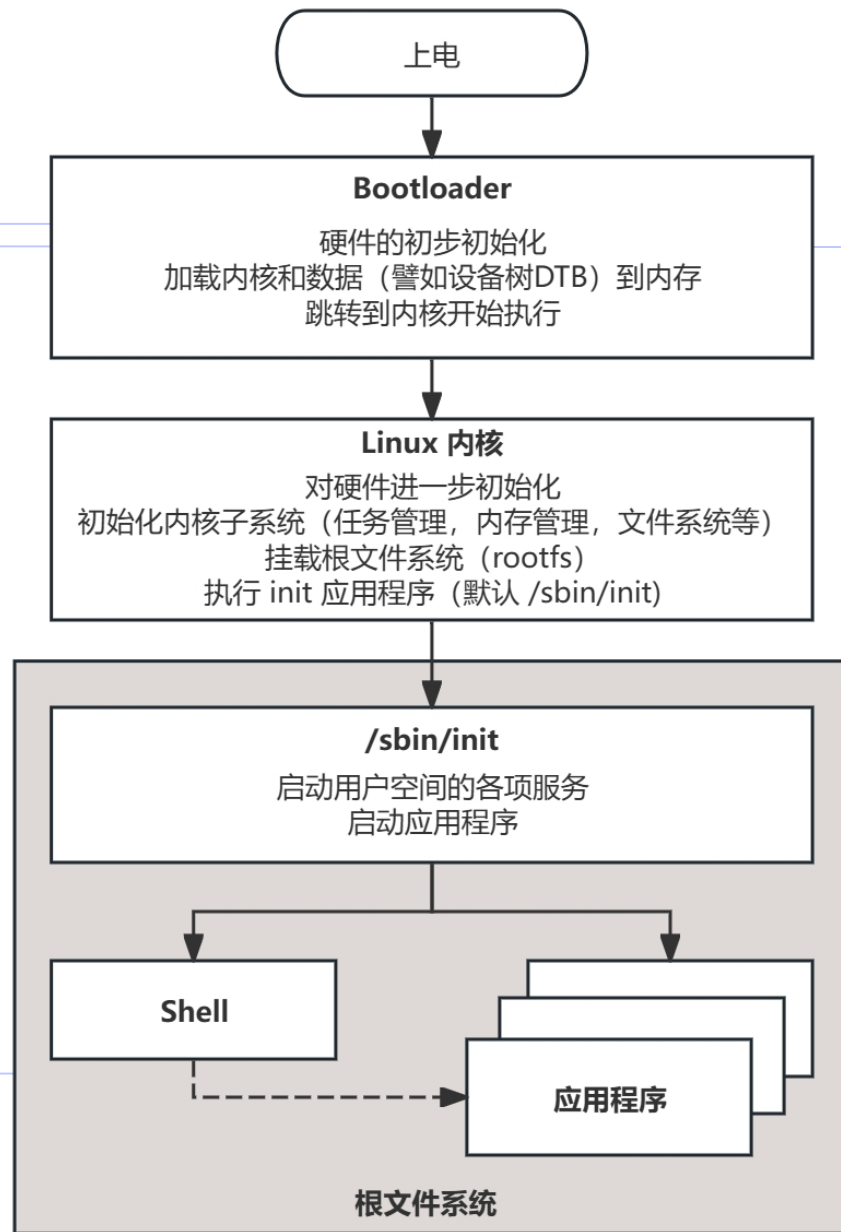 上电
Bootloader
硬件的初步初始化
加载内核和数据（譬如设备树DTB）到内存
跳转到内核开始执行
Linux 内核
对硬件进一步初始化
初始化内核子系统（任务管理，内存管理，文件系统等）
挂载根文件系统（rootfs）
执行 init 应用程序（默认 /sbin/init)
/sbin/init
启动用户空间的各项服务
启动应用程序
Shell
应用程序
根文件系统